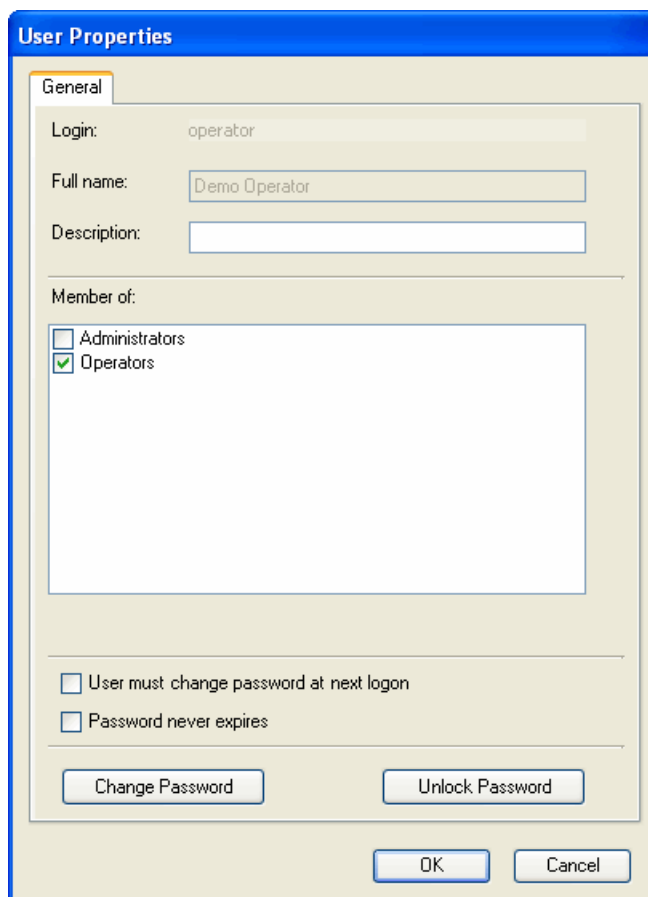 User Properties
General
Login: operator
Full name: Demo Operator
Description:
Member of:
Administrators
Operators
User must change password at next logon
Password never expires
Change Password Unlock Password
OK Cancel